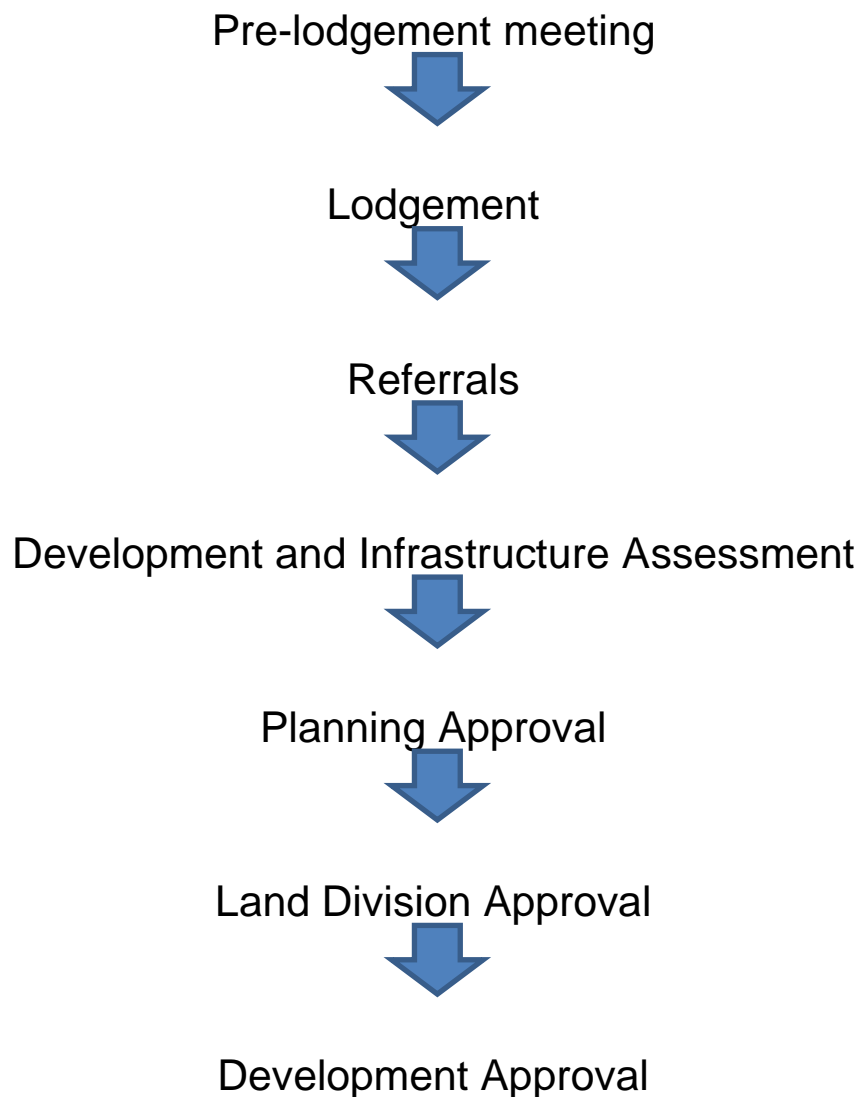 Pre-lodgement meeting
Lodgement
Referrals
Development and Infrastructure Assessment
Planning Approval
Land Division Approval
Development Approval